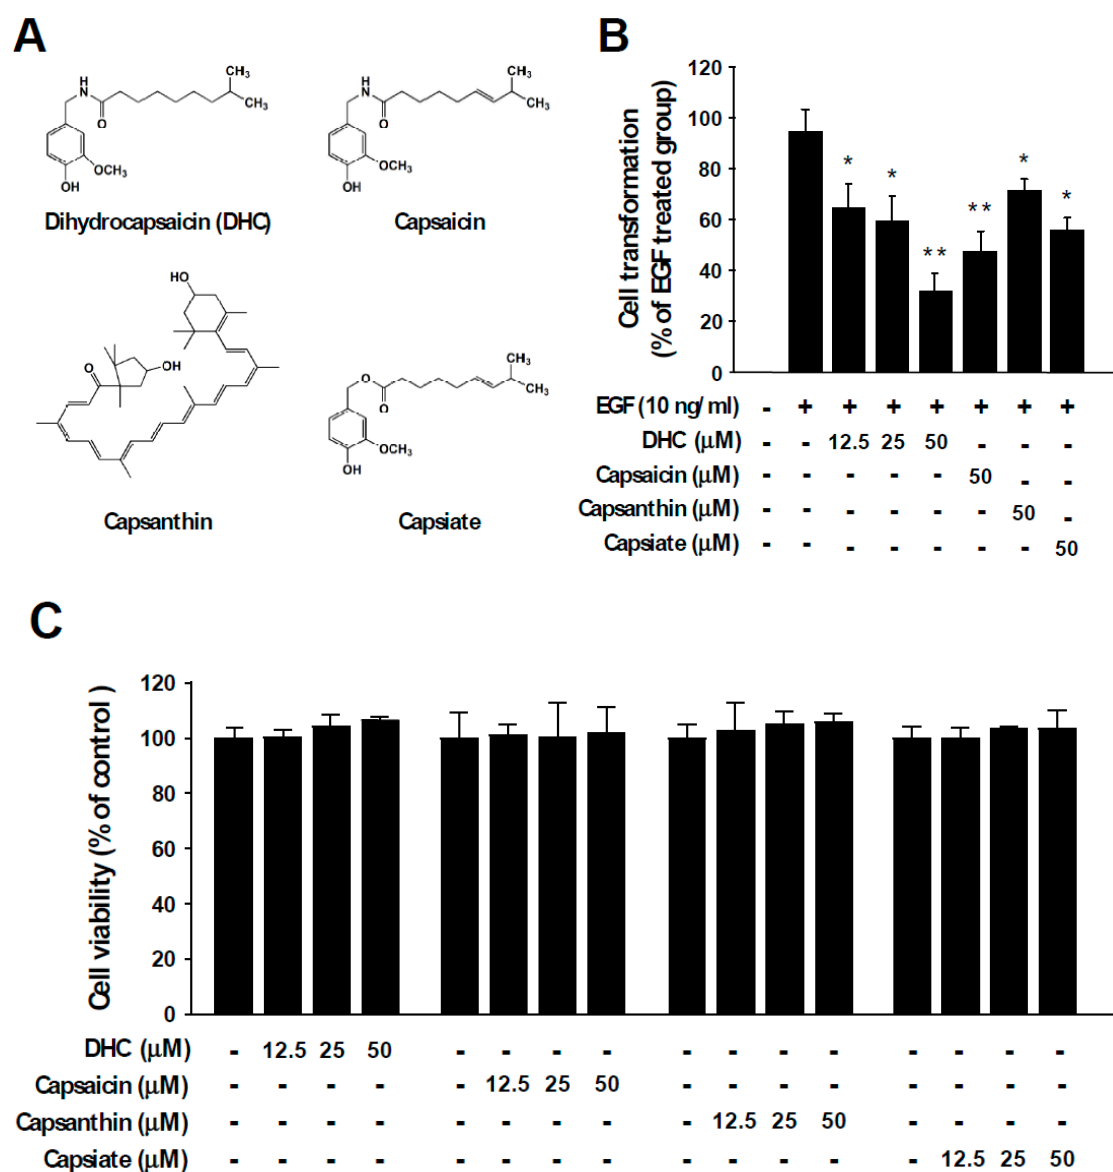 A
H
N
O
CH₃
CH₃
OCH₃
OH
Dihydrocapsaicin (DHC)
H
N
O
CH₃
CH₃
OCH₃
OH
Capsaicin
HO
O
OH
Capsanthin
O
O
CH₃
CH₃
OCH₃
OH
Capsiate
B
Cell transformation
(% of EGF treated group)
120
100
80
60
40
20
0
* * ** ** * *
EGF (10 ng/ml) - + + + + + + +
DHC (μM) - - 12.5 25 50 - - -
Capsaicin (μM) - - - - - 50 - -
Capsanthin (μM) - - - - - - 50 -
Capsiate (μM) - - - - - - - 50
C
Cell viability (% of control )
120
100
80
60
40
20
0
DHC (μM) - 12.5 25 50 - - - - - - - - - - - -
Capsaicin (μM) - - - - - 12.5 25 50 - - - - - - - -
Capsanthin (μM) - - - - - - - - - 12.5 25 50 - - - -
Capsiate (μM) - - - - - - - - - - - - - 12.5 25 50